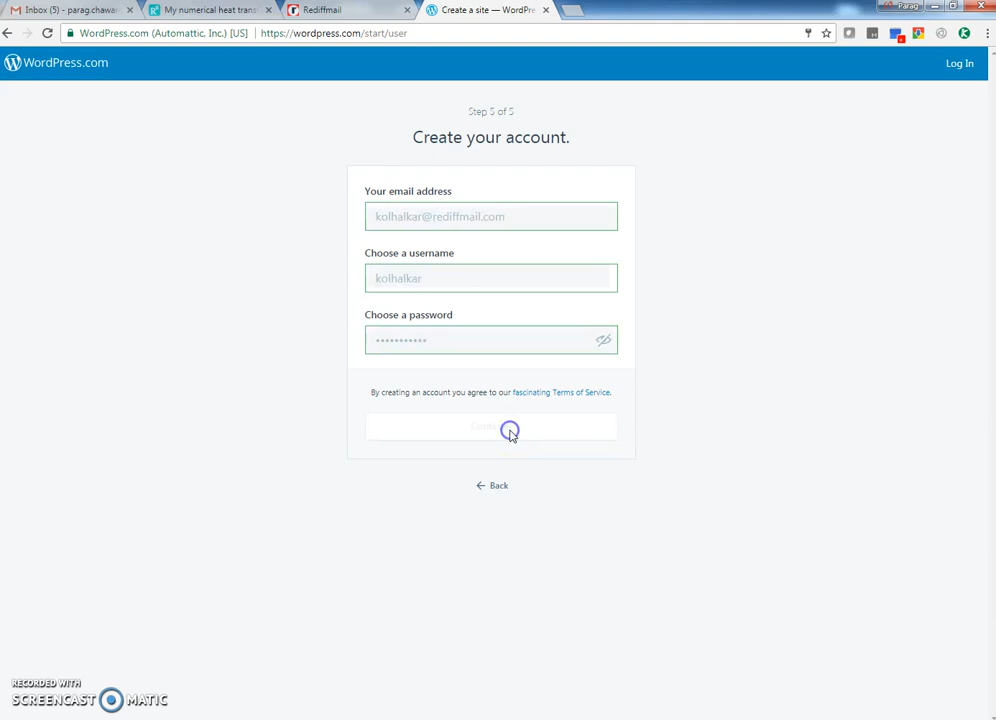 Inbox (5) - parag.chawar
My numerical heat trans
Rediffmail
Create a site — WordPre
Parag
WordPress.com (Automattic, Inc.) [US]
https://wordpress.com/start/user
WordPress.com
Log In
Step 5 of 5
Create your account.
Your email address
kolhalkar@rediffmail.com
Choose a username
kolhalkar
Choose a password
•••••••••••
By creating an account you agree to our fascinating Terms of Service.
Back
RECORDED WITH
SCREENCAST MATIC